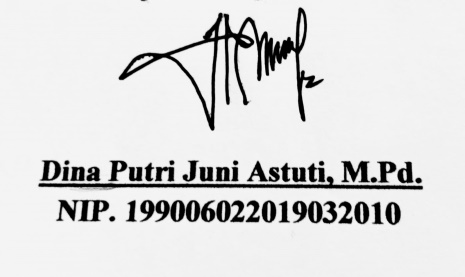 Dina Putri Juni Astuti, M.Pd.
NIP. 199006022019032010